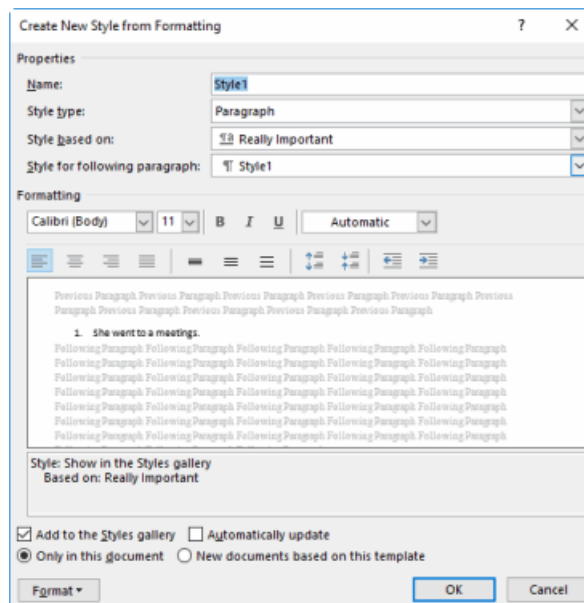 Create New Style from Formatting ? ×
Properties
Name: Style1
Style type: Paragraph
Style based on: ¶a Really Important
Style for following paragraph: ¶ Style1
Formatting
Calibri (Body) 11 B I U Automatic
Previous Paragraph Previous Paragraph Previous Paragraph Previous Paragraph Previous Paragraph Previous
Paragraph Previous Paragraph Previous Paragraph Previous Paragraph
1. She went to a meetings.
Following Paragraph Following Paragraph Following Paragraph Following Paragraph Following Paragraph
Following Paragraph Following Paragraph Following Paragraph Following Paragraph Following Paragraph
Following Paragraph Following Paragraph Following Paragraph Following Paragraph Following Paragraph
Following Paragraph Following Paragraph Following Paragraph Following Paragraph Following Paragraph
Following Paragraph Following Paragraph Following Paragraph Following Paragraph Following Paragraph
Following Paragraph Following Paragraph Following Paragraph Following Paragraph Following Paragraph
Following Paragraph Following Paragraph Following Paragraph Following Paragraph Following Paragraph
Style: Show in the Styles gallery
Based on: Really Important
Add to the Styles gallery Automatically update
Only in this document New documents based on this template
Format OK Cancel